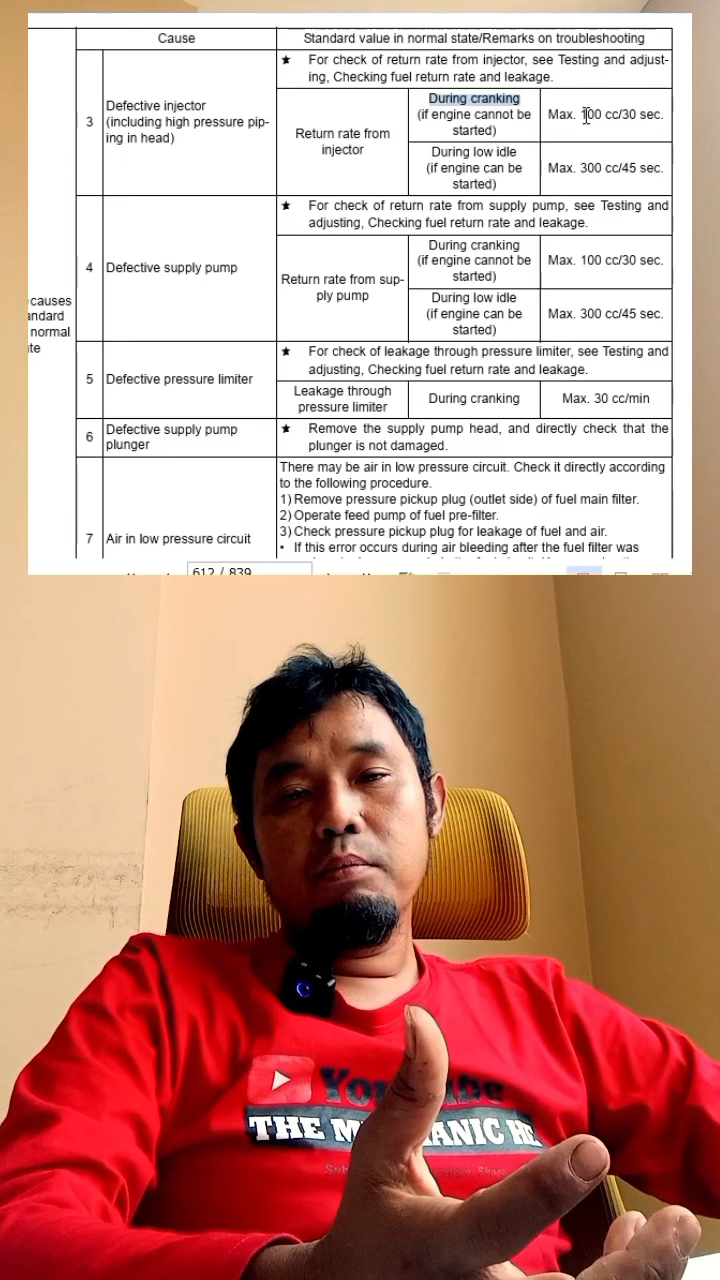 Cause
Standard value in normal state/Remarks on troubleshooting
3
Defective injector
(including high pressure pip-
ing in head)
★ For check of return rate from injector, see Testing and adjust-
ing, Checking fuel return rate and leakage.
Return rate from
injector
During cranking
(if engine cannot be
started)
Max. 100 cc/30 sec.
During low idle
(if engine can be
started)
Max. 300 cc/45 sec.
causes
andard
normal
te
4
Defective supply pump
★ For check of return rate from supply pump, see Testing and
adjusting, Checking fuel return rate and leakage.
Return rate from sup-
ply pump
During cranking
(if engine cannot be
started)
Max. 100 cc/30 sec.
During low idle
(if engine can be
started)
Max. 300 cc/45 sec.
5
Defective pressure limiter
★ For check of leakage through pressure limiter, see Testing and
adjusting, Checking fuel return rate and leakage.
Leakage through
pressure limiter
During cranking
Max. 30 cc/min
6
Defective supply pump
plunger
★ Remove the supply pump head, and directly check that the
plunger is not damaged.
7
Air in low pressure circuit
There may be air in low pressure circuit. Check it directly according
to the following procedure.
1) Remove pressure pickup plug (outlet side) of fuel main filter.
2) Operate feed pump of fuel pre-filter.
3) Check pressure plug for leakage of fuel and air.
• If this error occurs during air bleeding after the fuel filter was
612 / 839
THE